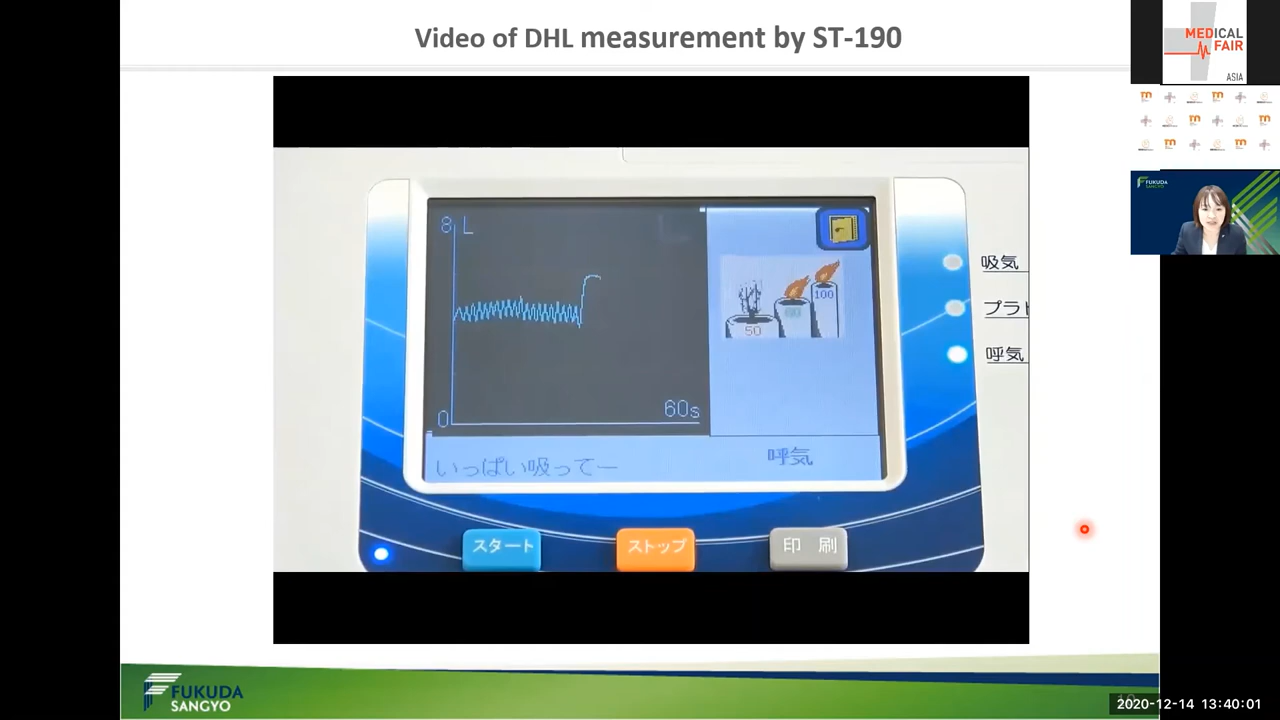 Video of DHL measurement by ST-190
MEDICAL
FAIR
ASIA
FUKUDA
SANGYO
8 L
50
100
吸気
呼気
0
60s
いっぱい吸ってー
呼気
スタート
ストップ
印刷
FUKUDA
SANGYO
2020-12-14 13:40:01